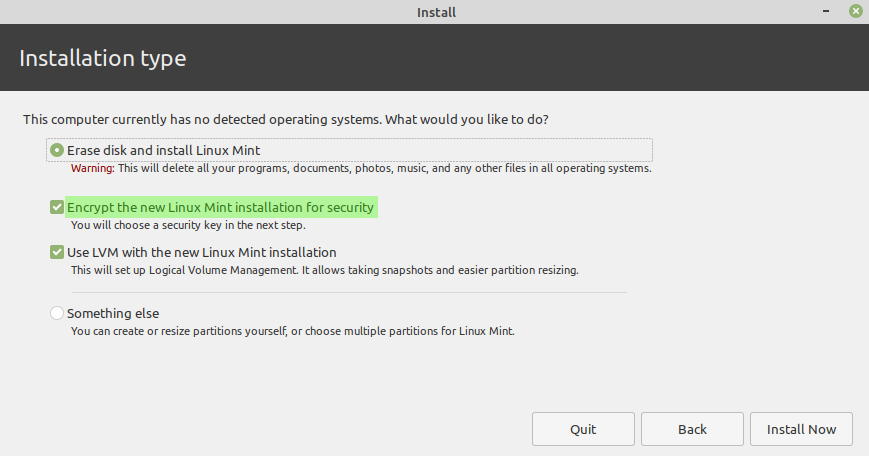 Install
Installation type
This computer currently has no detected operating systems. What would you like to do?
Erase disk and install Linux Mint
Warning: This will delete all your programs, documents, photos, music, and any other files in all operating systems.
Encrypt the new Linux Mint installation for security
You will choose a security key in the next step.
Use LVM with the new Linux Mint installation
This will set up Logical Volume Management. It allows taking snapshots and easier partition resizing.
Something else
You can create or resize partitions yourself, or choose multiple partitions for Linux Mint.
Quit
Back
Install Now